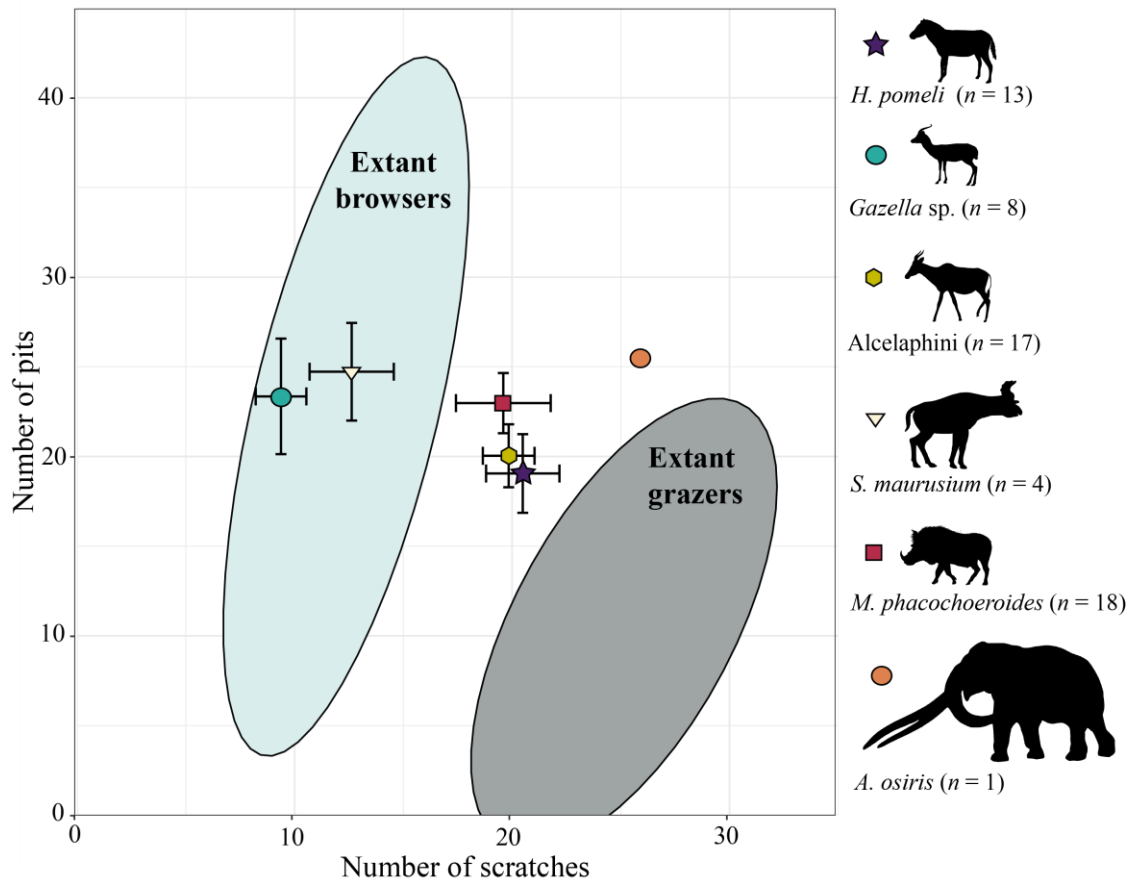 Extant
browsers
Extant
grazers
Number of pits
40
30
20
10
0
0
10
20
30
Number of scratches
H. pomeli (n = 13)
Gazella sp. (n = 8)
Alcelaphini (n = 17)
S. maurusium (n = 4)
M. phacochoeroides (n = 18)
A. osiris (n = 1)